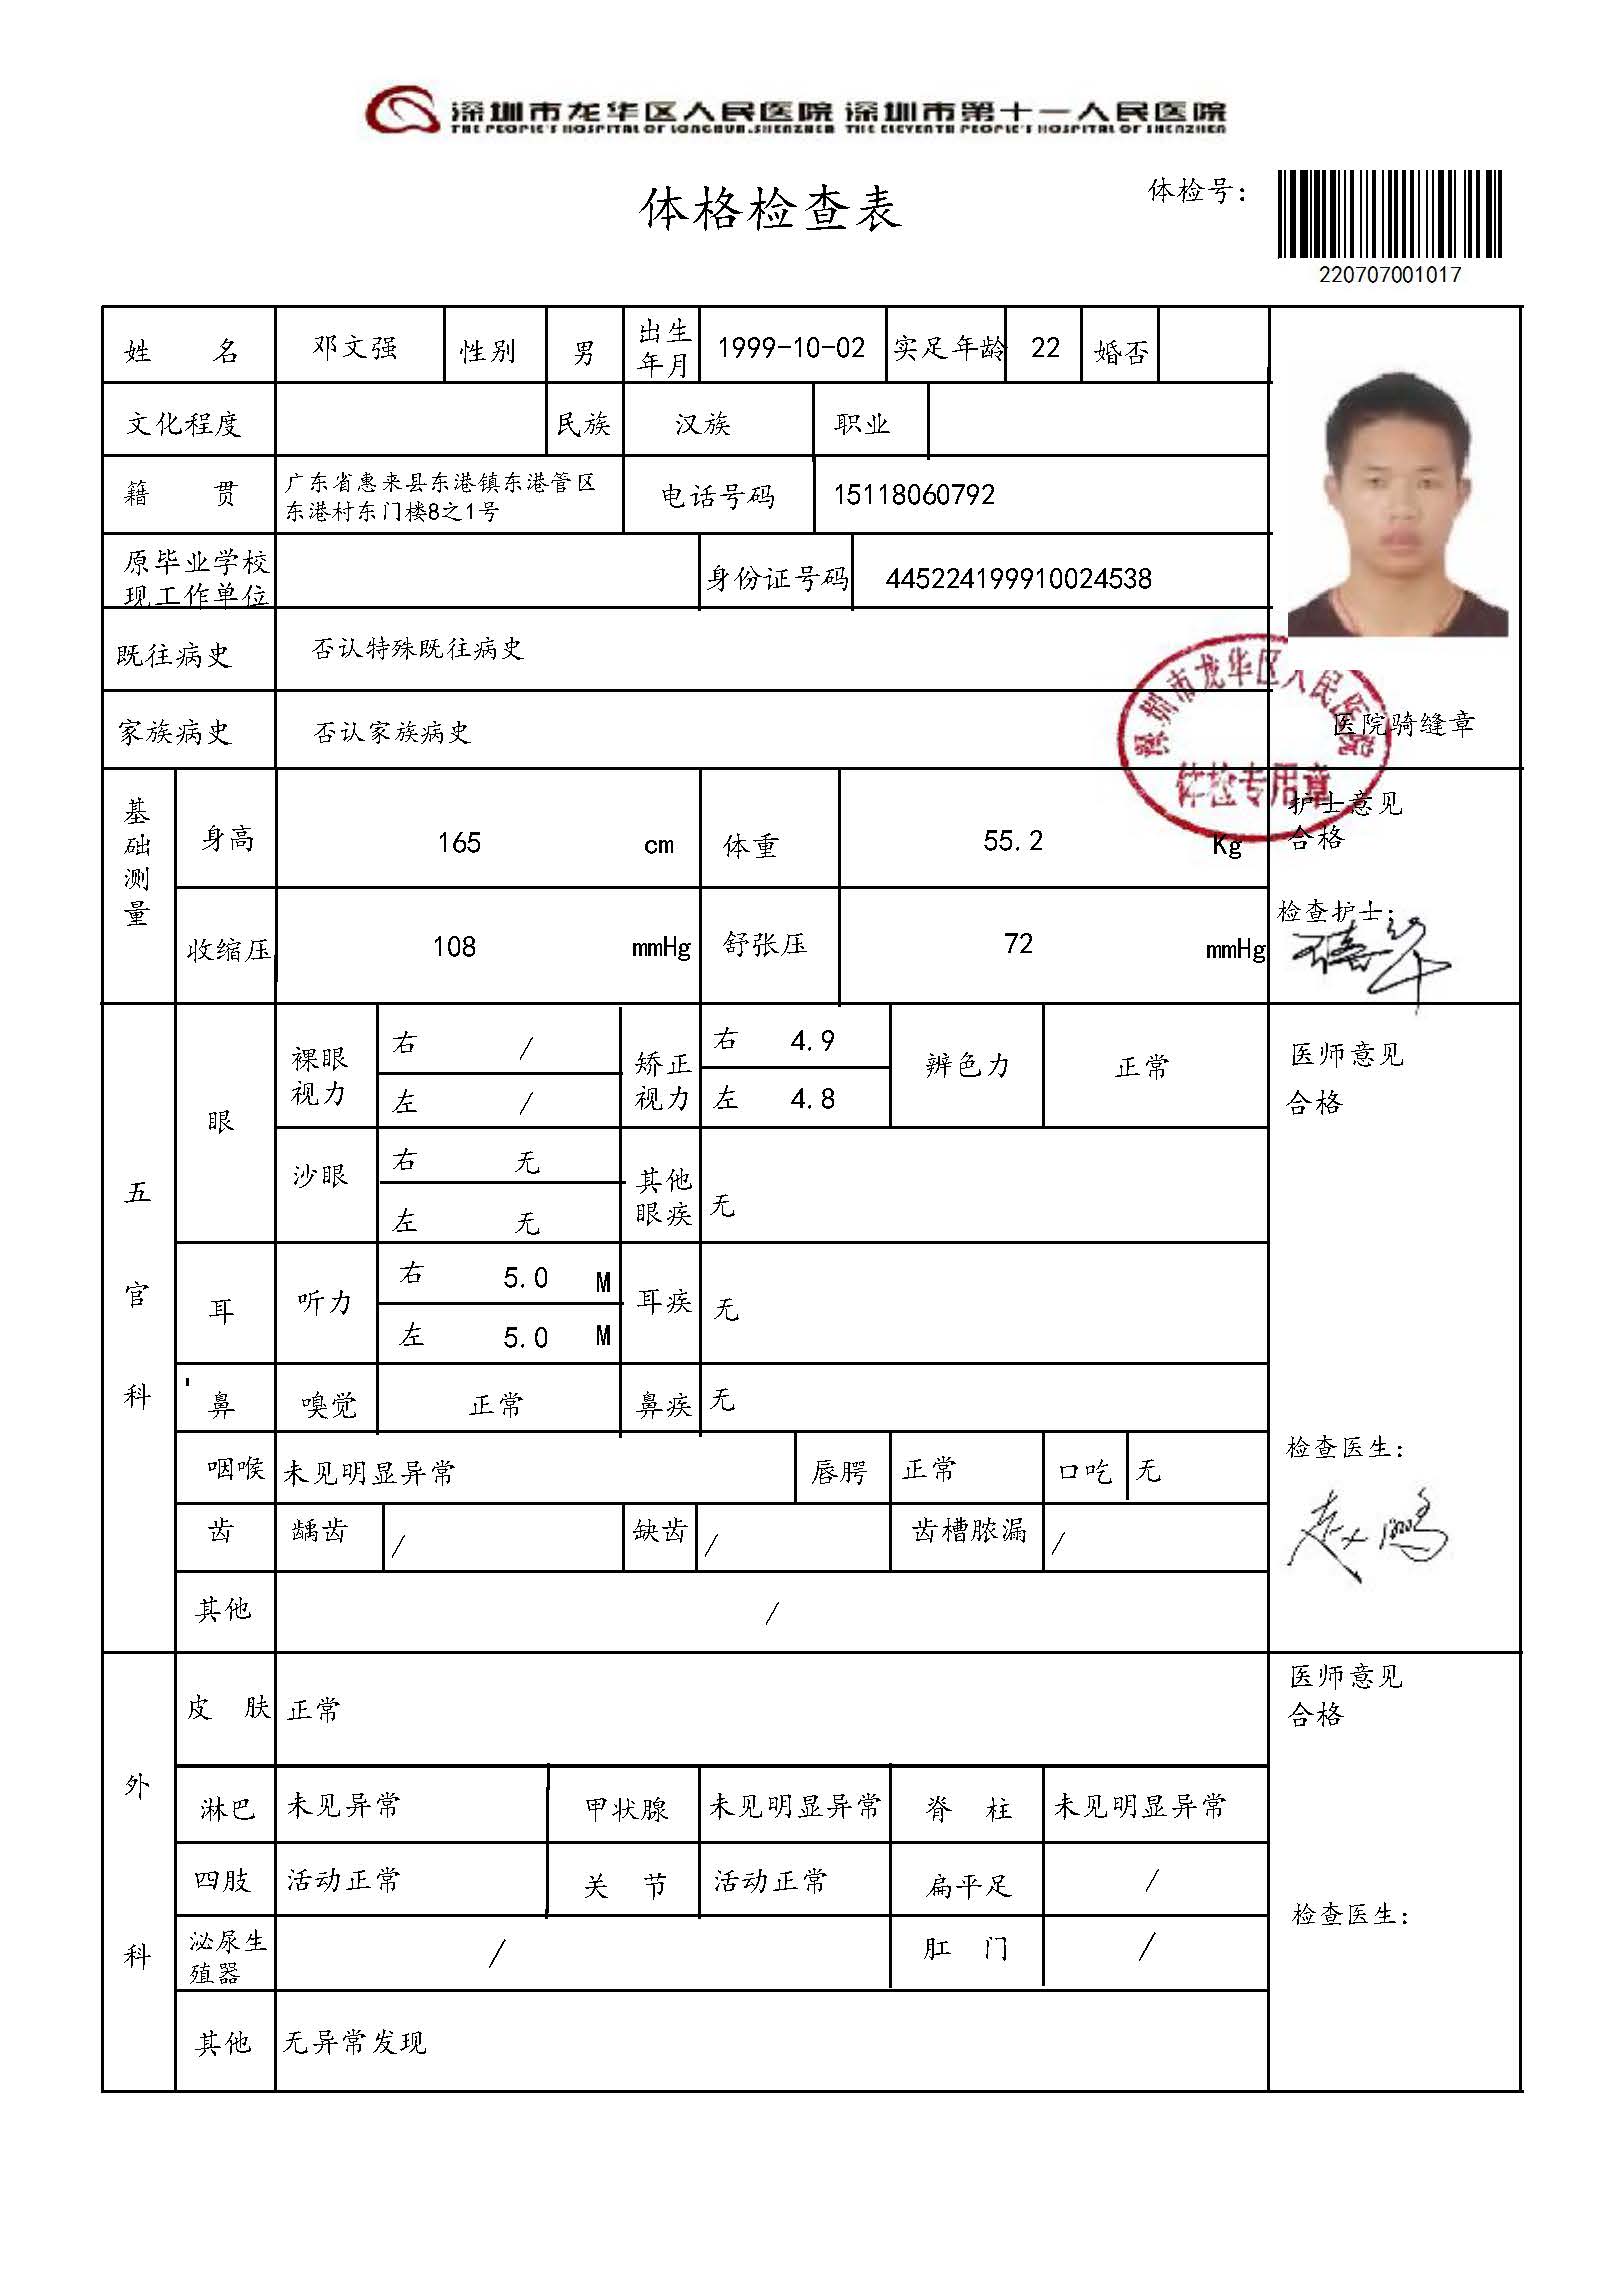 深圳市龙华区人民医院 深圳市第十一人民医院
THE PEOPLE'S HOSPITAL OF LONGHUA.SHENZHEN THE ELEVENTH PEOPLE'S HOSPITAL OF SHENZHEN
体格检查表
体检号:
220707001017
姓 名 邓文强 性别 男 出生年月 1999-10-02 实足年龄 22 婚否
文化程度 民族 汉族 职业
籍 贯 广东省惠来县东港镇东港管区
东港村东门楼8之1号 电话号码 15118060792
原毕业学校
现工作单位 身份证号码 445224199910024538
既往病史 否认特殊既往病史
家族病史 否认家族病史
深圳市龙华区人民医院
体检专用章
医院骑缝章
基础测量 身高 165 cm 体重 55.2 Kg
护士意见
合格
收缩压 108 mmHg 舒张压 72 mmHg
检查护士:
五官科 眼 裸眼视力 右 / 矫正视力 右 4.9 辨色力 正常
左 / 左 4.8
医师意见
合格
沙眼 右 无 其他眼疾 无
左 无
耳 听力 右 5.0 M 耳疾 无
左 5.0 M
鼻 嗅觉 正常 鼻疾 无
咽喉 未见明显异常 唇腭 正常 口吃 无
检查医生:
齿 龋齿 / 缺齿 / 齿槽脓漏 /
其他 /
外科 皮 肤 正常
医师意见
合格
淋巴 未见异常 甲状腺 未见明显异常 脊 柱 未见明显异常
四肢 活动正常 关 节 活动正常 扁平足 /
检查医生:
泌尿生殖器 / 肛 门 /
其他 无异常发现